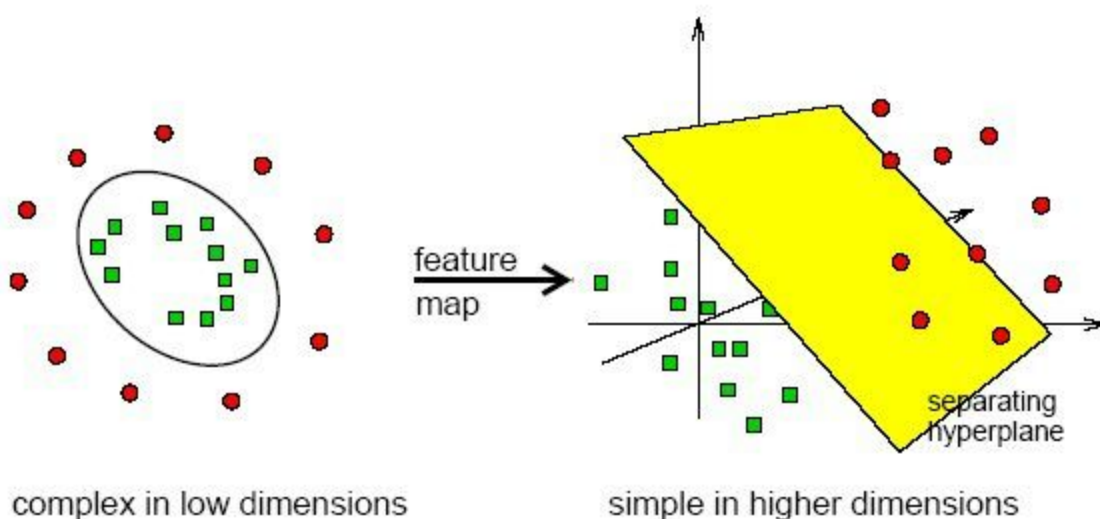 feature
map
separating
hyperplane
complex in low dimensions
simple in higher dimensions